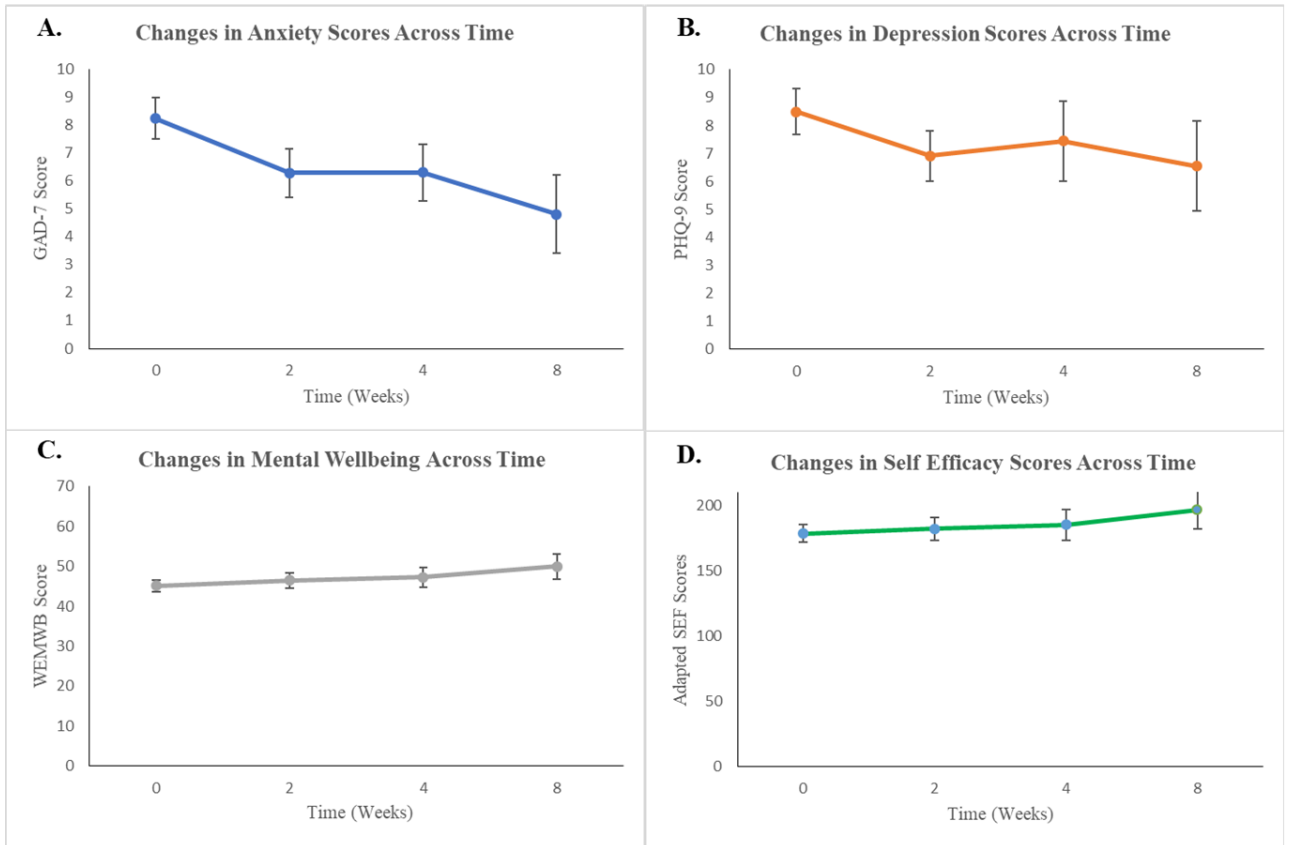 A.
Changes in Anxiety Scores Across Time
GAD-7 Score
10
9
8
7
6
5
4
3
2
1
0
0 2 4 8
Time (Weeks)
B.
Changes in Depression Scores Across Time
PHQ-9 Score
10
9
8
7
6
5
4
3
2
1
0
0 2 4 8
Time (Weeks)
C.
Changes in Mental Wellbeing Across Time
WEMWB Score
70
60
50
40
30
20
10
0
0 2 4 8
Time (Weeks)
D.
Changes in Self Efficacy Scores Across Time
Adapted SEF Scores
200
150
100
50
0
0 2 4 8
Time (Weeks)